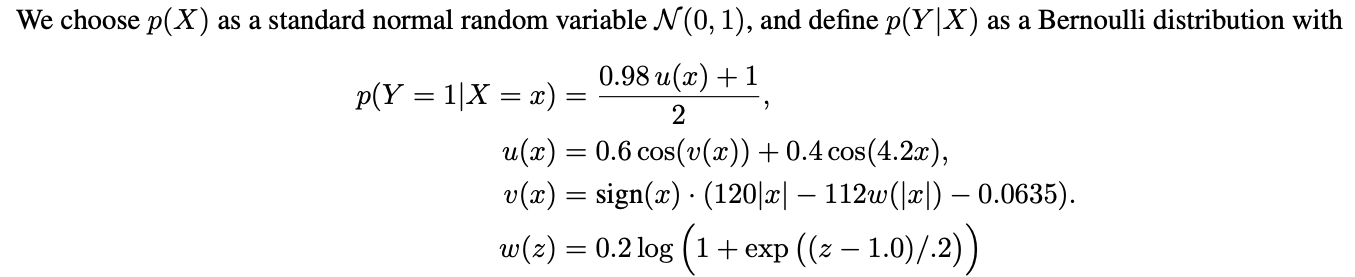 We choose p(X) as a standard normal random variable 𝒩(0, 1), and define p(Y|X) as a Bernoulli distribution with
p(Y = 1|X = x) = \frac{0.98 u(x) + 1}{2},
u(x) = 0.6 cos(v(x)) + 0.4 cos(4.2x),
v(x) = sign(x) · (120|x| − 112w(|x|) − 0.0635).
w(z) = 0.2 log (1 + exp ((z − 1.0)/.2))